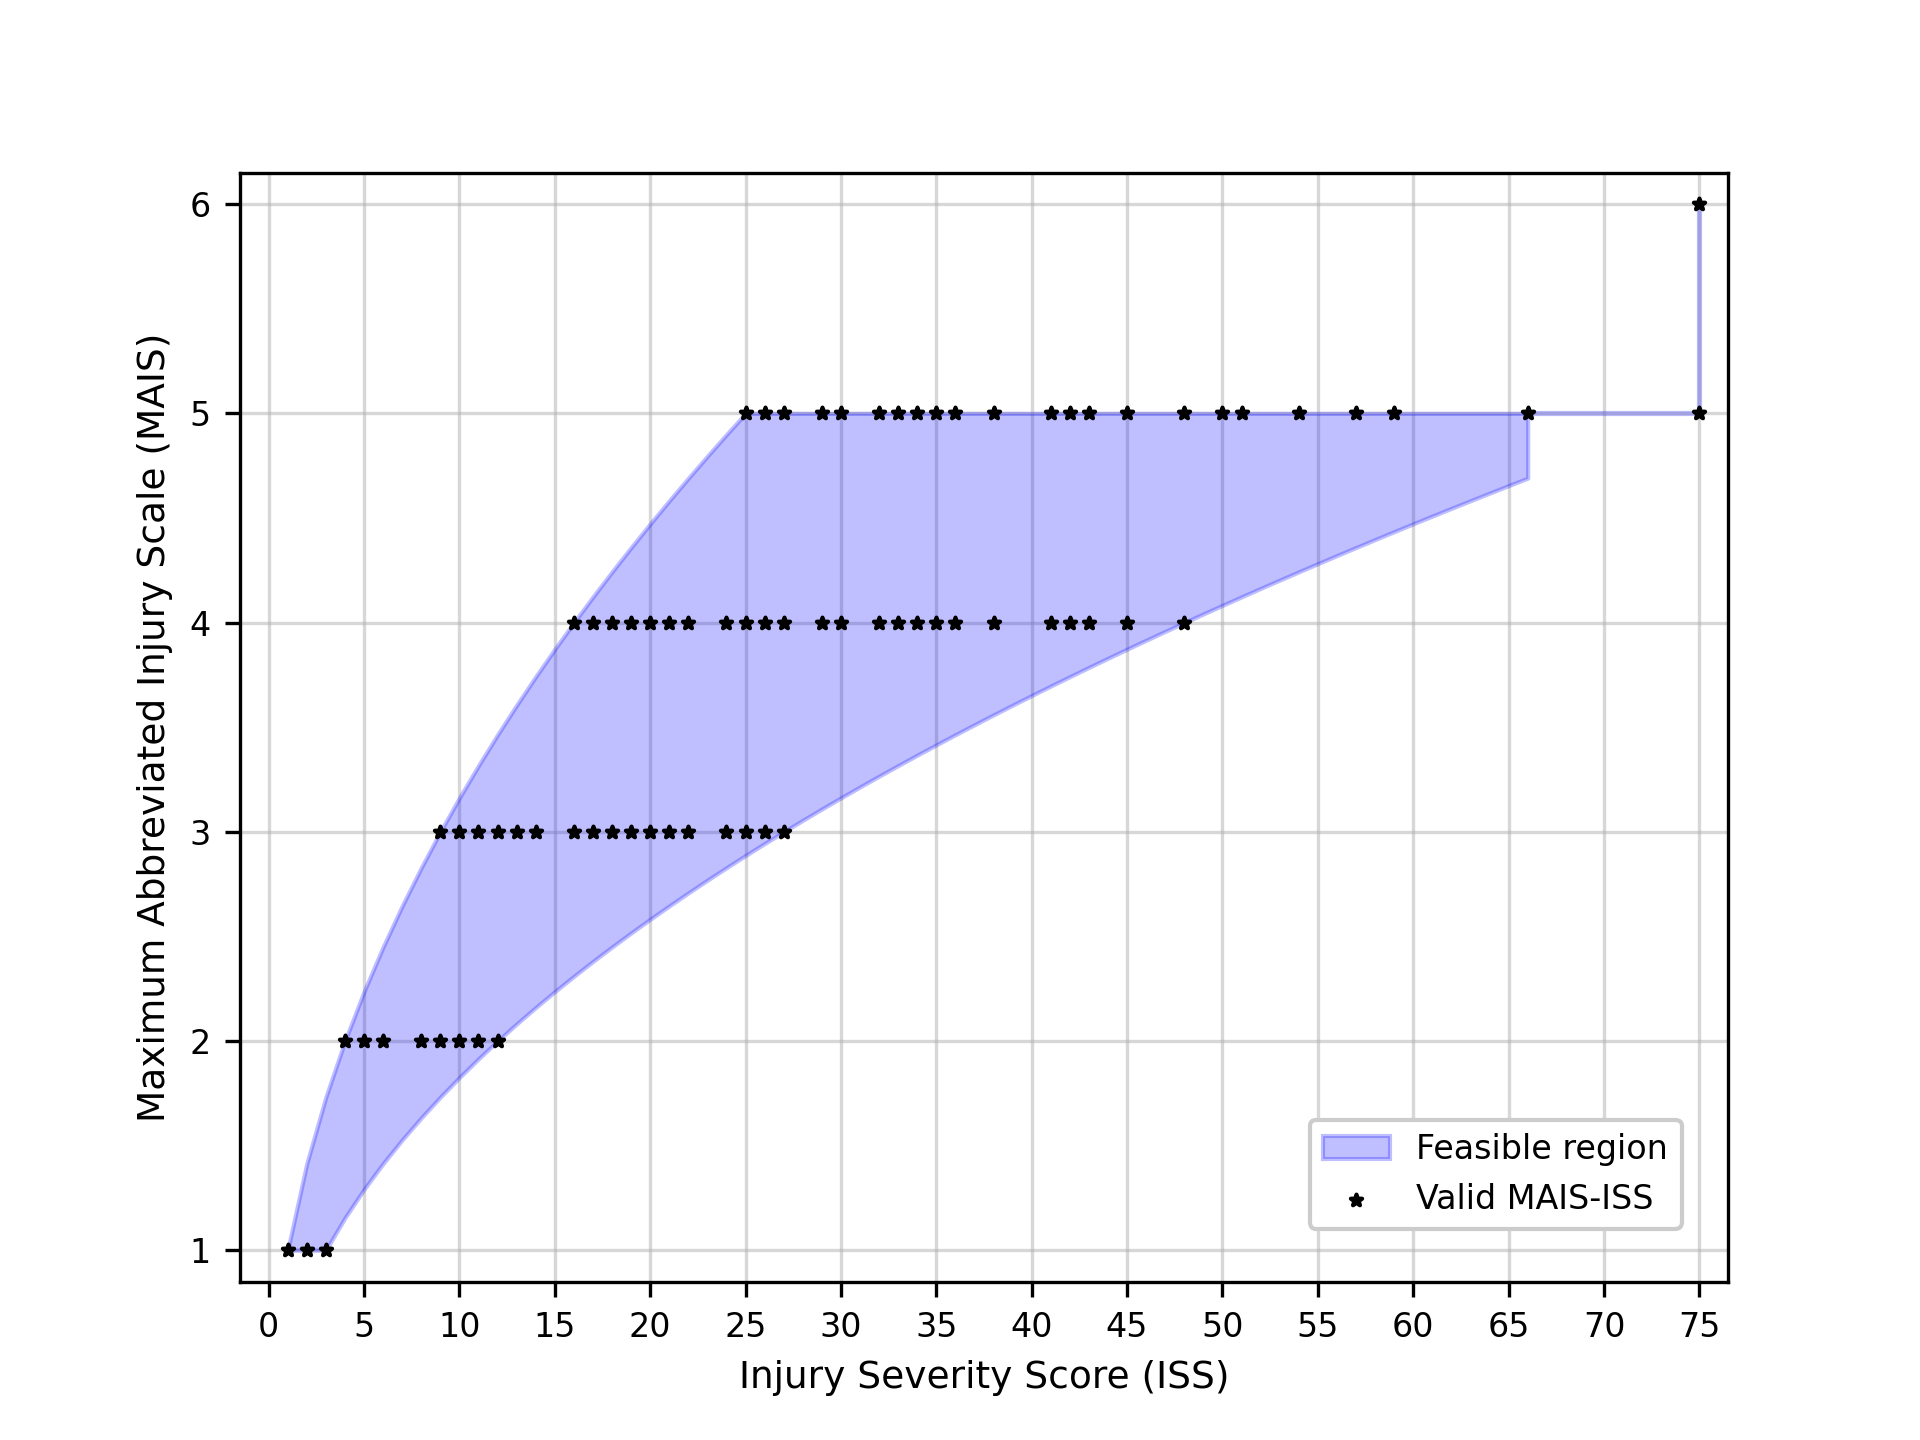 6
5
4
3
2
1
Maximum Abbreviated Injury Scale (MAIS)
Feasible region
Valid MAIS-ISS
0 5 10 15 20 25 30 35 40 45 50 55 60 65 70 75
Injury Severity Score (ISS)